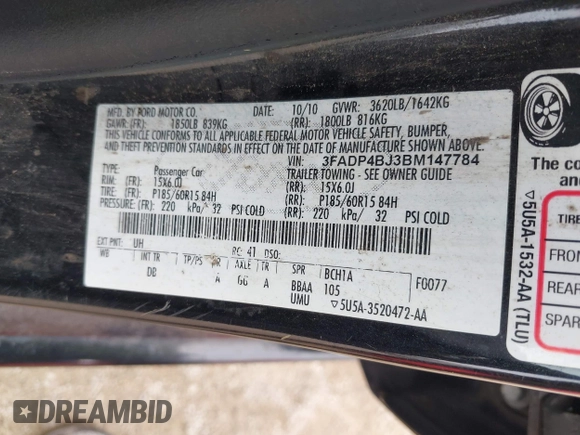 MFD. BY FORD MOTOR CO.
DATE: 10/10 GVWR: 3620LB/1642KG
GAWR: (FR): 1850LB 839KG (RR): 1800LB 816KG
THIS VEHICLE CONFORMS TO ALL APPLICABLE FEDERAL MOTOR VEHICLE SAFETY, BUMPER,
AND THEFT PREVENTION STANDARDS IN EFFECT ON THE DATE OF MANUFACTURE SHOWN ABOVE.
VIN: 3FADP4BJ3BM147784
TYPE: Passenger Car TRAILER TOWING - SEE OWNER GUIDE
RIM: (FR): 15X6.0J (RR): 15X6.0J
TIRE: (FR): P185/60R15 84H (RR): P185/60R15 84H
PRESSURE: (FR): 220 kPa/ 32 PSI COLD (RR): 220 kPa/ 32 PSI COLD
EXT PNT: UH RC: 41 DSO:
WB INT TR TP/PS AXLE TR SPR BCH1A F0077
DB A 66 A BBAA 105
UMU ▽5U5A-3520472-AA
▽5U5A-1532-AA (TLU)
The co
and
TIRE
FRON
REAR
SPAR
DREAMBID